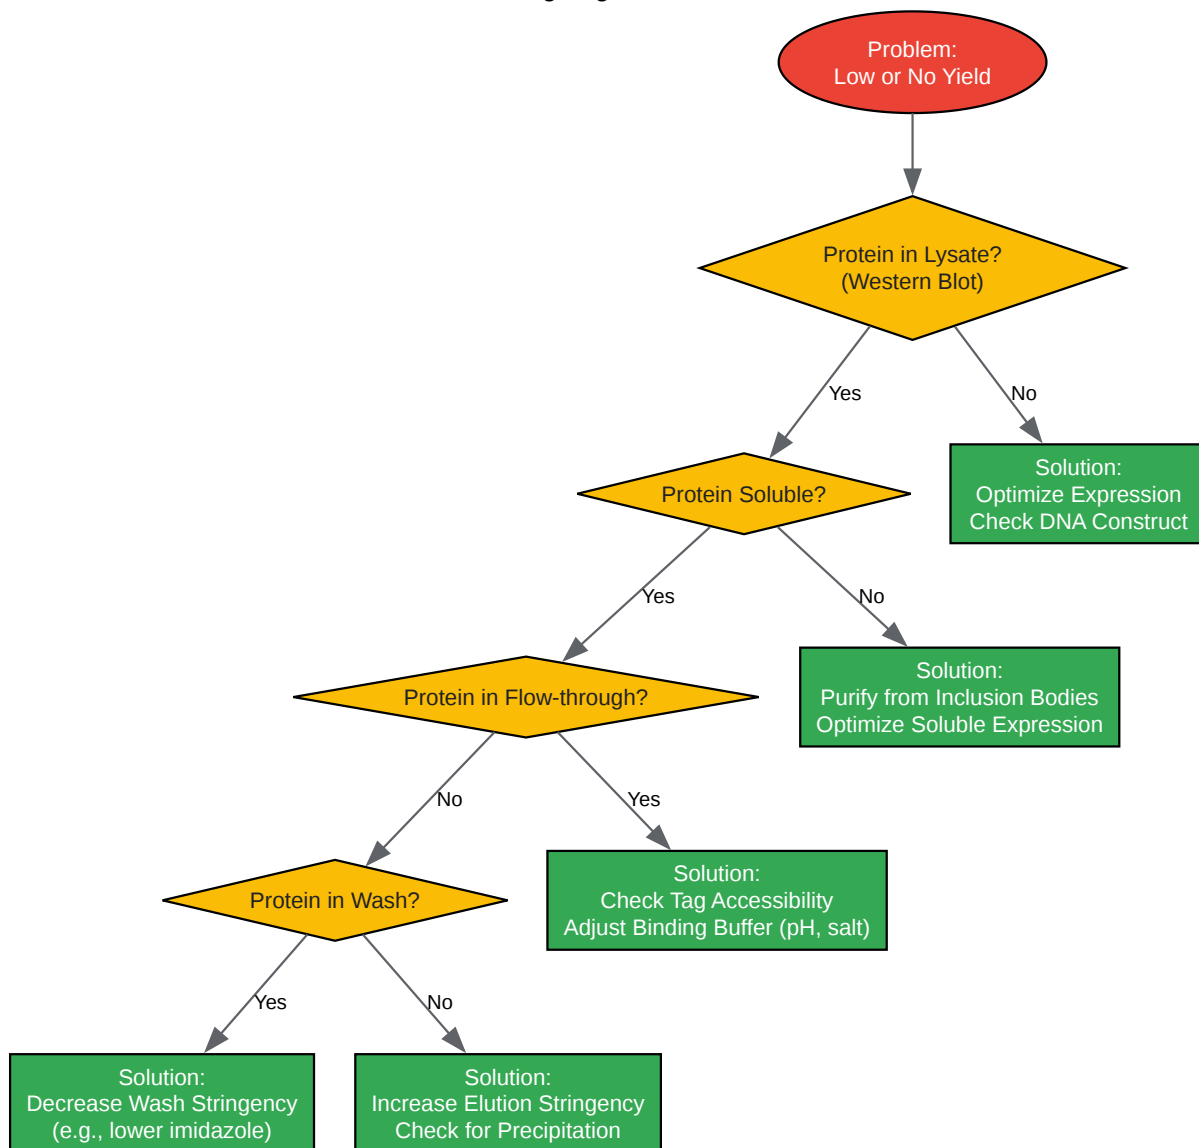 Problem:
Low or No Yield
Protein in Lysate?
(Western Blot)
Yes
No
Protein Soluble?
Solution:
Optimize Expression
Check DNA Construct
Yes
No
Protein in Flow-through?
Solution:
Purify from Inclusion Bodies
Optimize Soluble Expression
No
Yes
Protein in Wash?
Solution:
Check Tag Accessibility
Adjust Binding Buffer (pH, salt)
Yes
No
Solution:
Decrease Wash Stringency
(e.g., lower imidazole)
Solution:
Increase Elution Stringency
Check for Precipitation